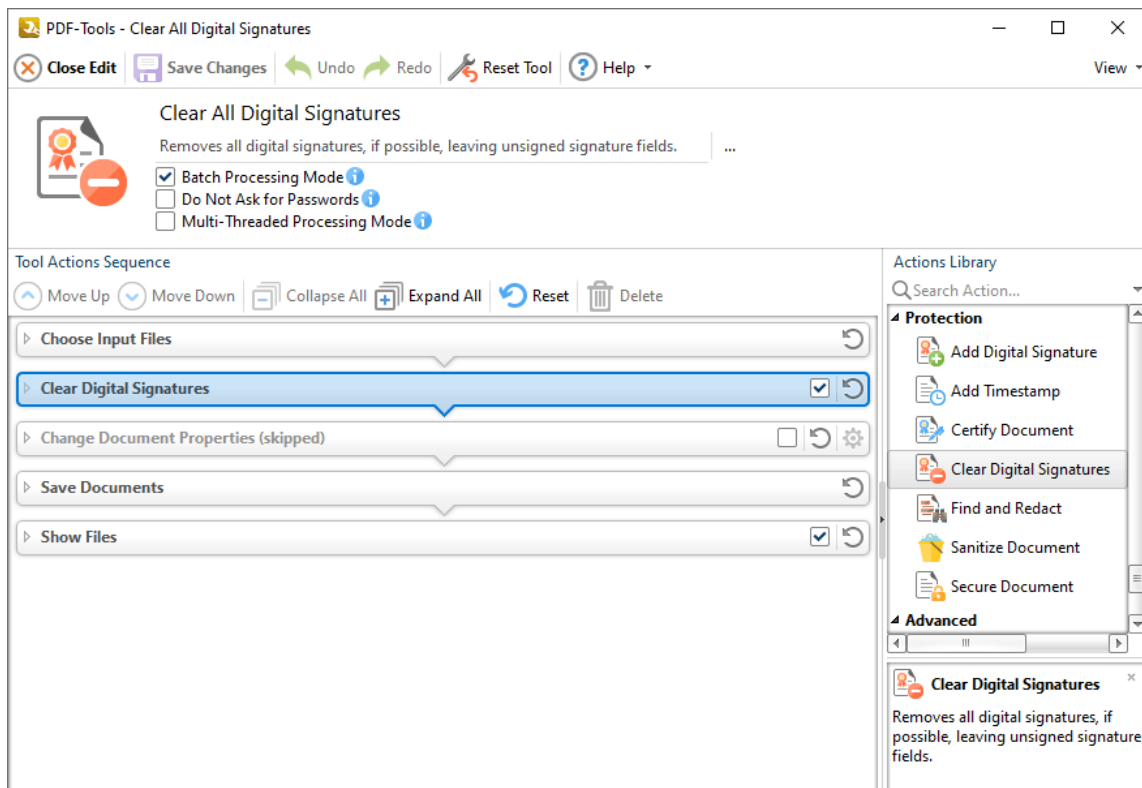 PDF-Tools - Clear All Digital Signatures
Close Edit Save Changes Undo Redo Reset Tool ? Help View
Clear All Digital Signatures
Removes all digital signatures, if possible, leaving unsigned signature fields. ...
Batch Processing Mode i
Do Not Ask for Passwords i
Multi-Threaded Processing Mode i
Tool Actions Sequence
Move Up Move Down Collapse All Expand All Reset Delete
Choose Input Files
Clear Digital Signatures
Change Document Properties (skipped)
Save Documents
Show Files
Actions Library
Search Action...
Protection
Add Digital Signature
Add Timestamp
Certify Document
Clear Digital Signatures
Find and Redact
Sanitize Document
Secure Document
Advanced
Clear Digital Signatures
Removes all digital signatures, if
possible, leaving unsigned signature
fields.